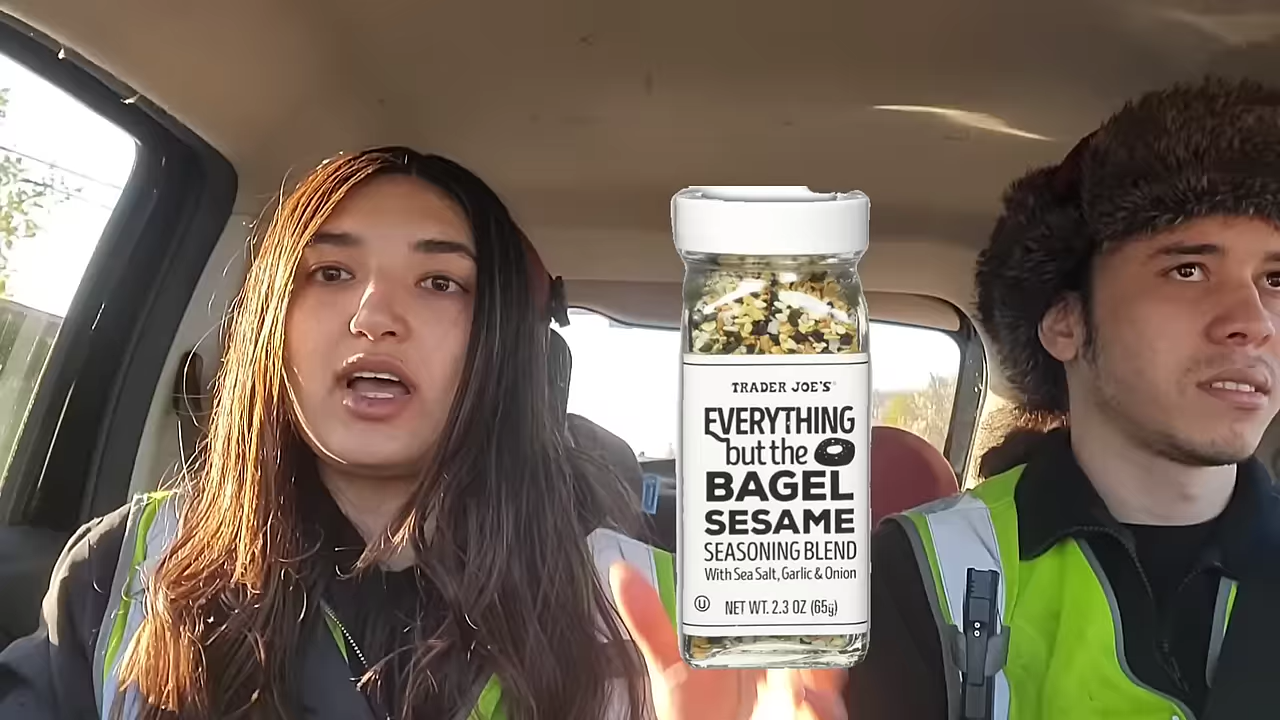 TRADER JOE'S®
EVERYTHING
but the
BAGEL
SESAME
SEASONING BLEND
With Sea Salt, Garlic & Onion
U NET WT. 2.3 OZ (65g)